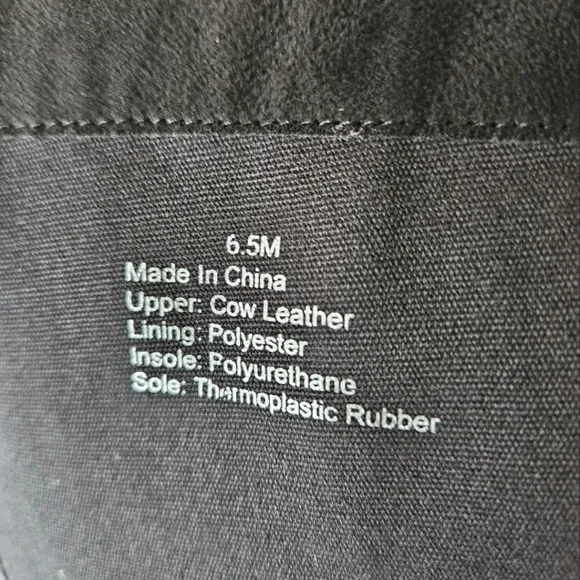 6.5M
Made In China
Upper: Cow Leather
Lining: Polyester
Insole: Polyurethane
Sole: Thermoplastic Rubber